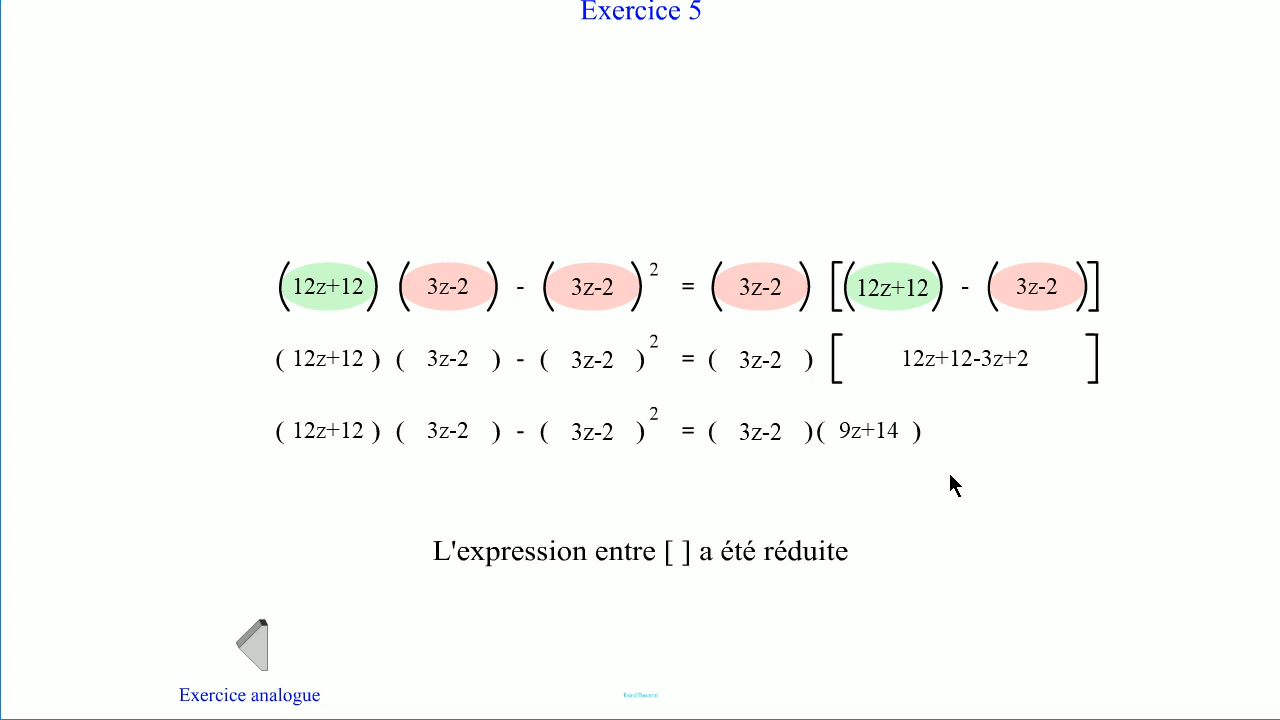 Exercice 5
(12z+12) (3z-2) - (3z-2)² = (3z-2) [(12z+12) - (3z-2)]
( 12z+12 ) ( 3z-2 ) - ( 3z-2 )² = ( 3z-2 ) [ 12z+12-3z+2 ]
( 12z+12 ) ( 3z-2 ) - ( 3z-2 )² = ( 3z-2 )( 9z+14 )
L'expression entre [ ] a été réduite
Exercice analogue